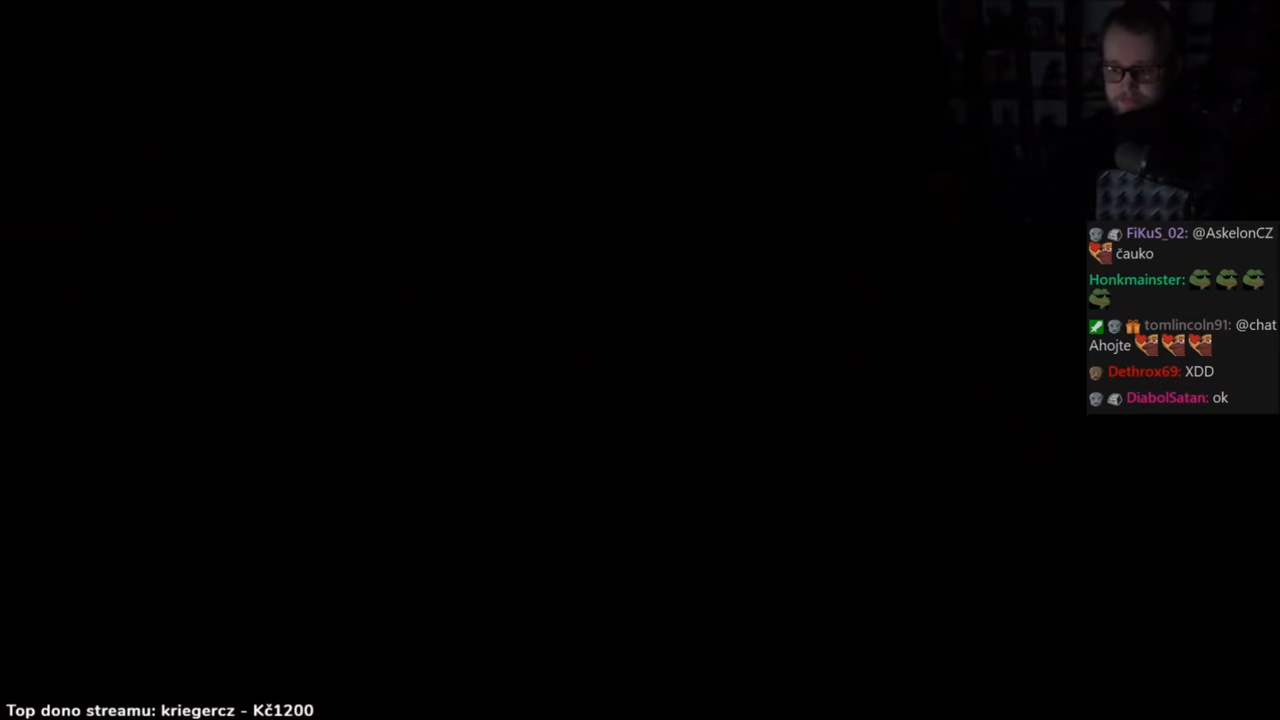 FiKuS_02: @AskelonCZ
čauko
Honkmainster:
tomlincoln91: @chat
Ahojte
Dethrox69: XDD
DiabolSatan: ok
Top dono streamu: kriegercz - Kč1200